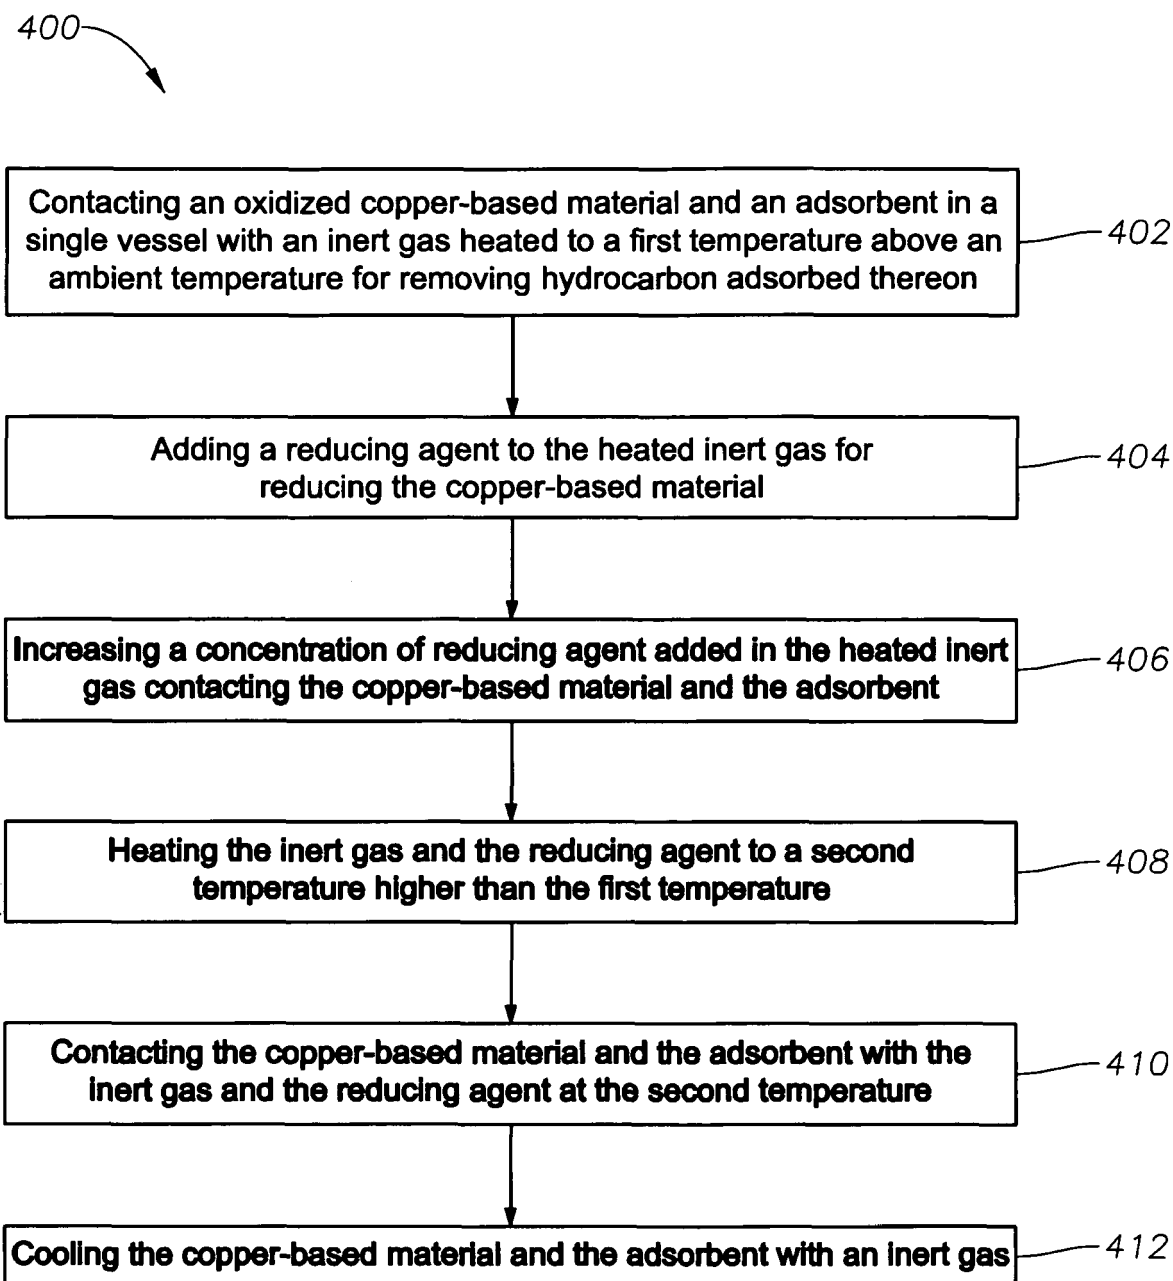 400
Contacting an oxidized copper-based material and an adsorbent in a
single vessel with an inert gas heated to a first temperature above an
ambient temperature for removing hydrocarbon adsorbed thereon
402
Adding a reducing agent to the heated inert gas for
reducing the copper-based material
404
Increasing a concentration of reducing agent added in the heated inert
gas contacting the copper-based material and the adsorbent
406
Heating the inert gas and the reducing agent to a second
temperature higher than the first temperature
408
Contacting the copper-based material and the adsorbent with the
inert gas and the reducing agent at the second temperature
410
Cooling the copper-based material and the adsorbent with an inert gas
412